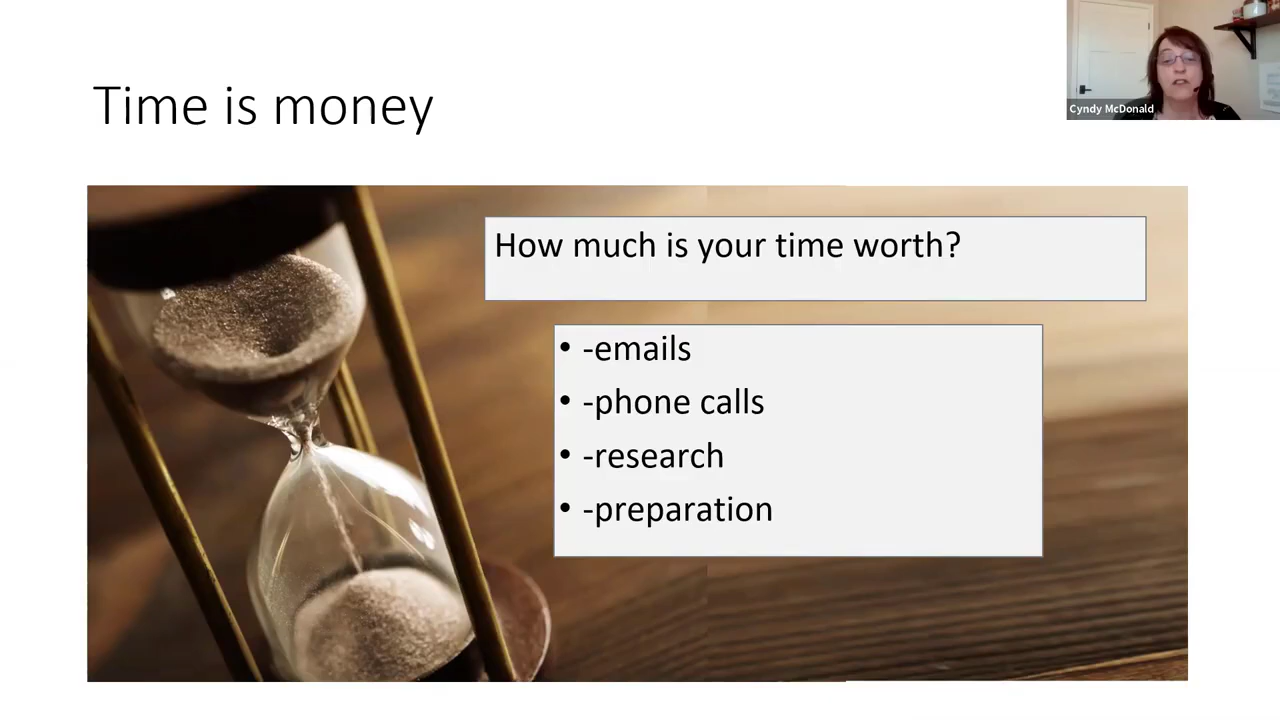 Time is money
Cyndy McDonald
How much is your time worth?
• -emails
• -phone calls
• -research
• -preparation